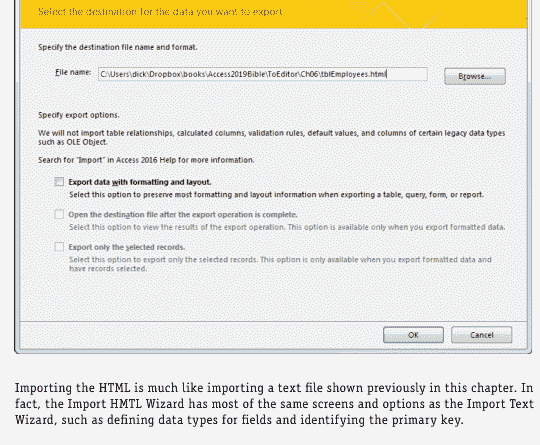 Select the destination for the data you want to export
Specify the destination file name and format.
File name: C:\Users\dick\Dropbox\books\Access2019Bible\ToEditor\Ch06\tblEmployees.html Browse...
Specify export options.
We will not import table relationships, calculated columns, validation rules, default values, and columns of certain legacy data types
such as OLE Object.
Search for "Import" in Access 2016 Help for more information.
Export data with formatting and layout.
Select this option to preserve most formatting and layout information when exporting a table, query, form, or report.
Open the destination file after the export operation is complete.
Select this option to view the results of the export operation. This option is available only when you export formatted data.
Export only the selected records.
Select this option to export only the selected records. This option is only available when you export formatted data and
have records selected.
OK Cancel
Importing the HTML is much like importing a text file shown previously in this chapter. In
fact, the Import HMTL Wizard has most of the same screens and options as the Import Text
Wizard, such as defining data types for fields and identifying the primary key.